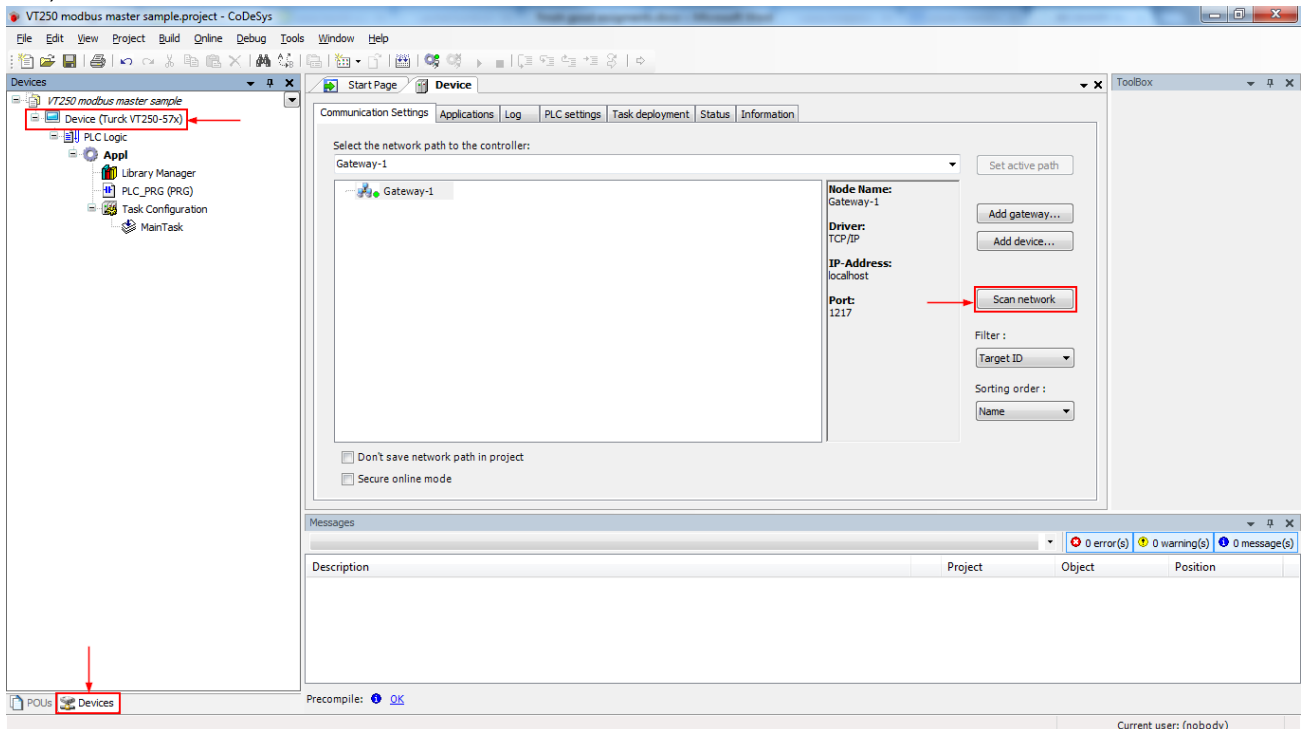 VT250 modbus master sample.project - CoDeSys
File Edit View Project Build Online Debug Tools Window Help
Devices
VT250 modbus master sample
Device (Turck VT250-57x)
PLC Logic
Appl
Library Manager
PLC_PRG (PRG)
Task Configuration
MainTask
POUs Devices
Start Page Device
Communication Settings Applications Log PLC settings Task deployment Status Information
Select the network path to the controller:
Gateway-1
Set active path
Gateway-1
Node Name:
Gateway-1
Driver:
TCP/IP
IP-Address:
localhost
Port:
1217
Add gateway...
Add device...
Scan network
Filter :
Target ID
Sorting order :
Name
Don't save network path in project
Secure online mode
ToolBox
Messages
0 error(s) 0 warning(s) 0 message(s)
Description Project Object Position
Precompile: OK
Current user: (nobody)